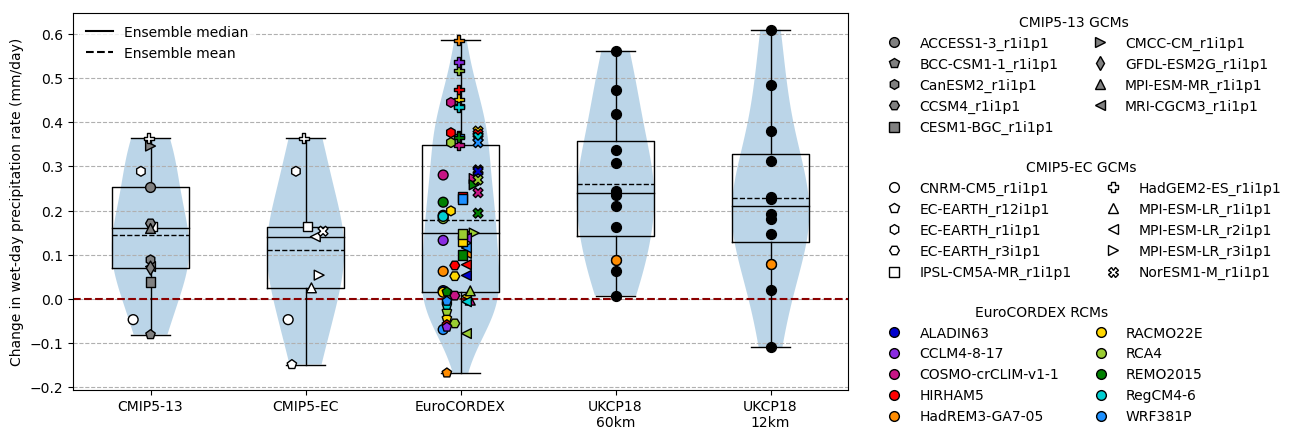 Change in wet-day precipitation rate (mm/day)
0.6
0.5
0.4
0.3
0.2
0.1
0.0
−0.1
−0.2
Ensemble median
Ensemble mean
CMIP5-13
CMIP5-EC
EuroCORDEX
UKCP18
60km
UKCP18
12km
CMIP5-13 GCMs
ACCESS1-3_r1i1p1
BCC-CSM1-1_r1i1p1
CanESM2_r1i1p1
CCSM4_r1i1p1
CESM1-BGC_r1i1p1
CMCC-CM_r1i1p1
GFDL-ESM2G_r1i1p1
MPI-ESM-MR_r1i1p1
MRI-CGCM3_r1i1p1
CMIP5-EC GCMs
CNRM-CM5_r1i1p1
EC-EARTH_r12i1p1
EC-EARTH_r1i1p1
EC-EARTH_r3i1p1
IPSL-CM5A-MR_r1i1p1
HadGEM2-ES_r1i1p1
MPI-ESM-LR_r1i1p1
MPI-ESM-LR_r2i1p1
MPI-ESM-LR_r3i1p1
NorESM1-M_r1i1p1
EuroCORDEX RCMs
ALADIN63
CCLM4-8-17
COSMO-crCLIM-v1-1
HIRHAM5
HadREM3-GA7-05
RACMO22E
RCA4
REMO2015
RegCM4-6
WRF381P